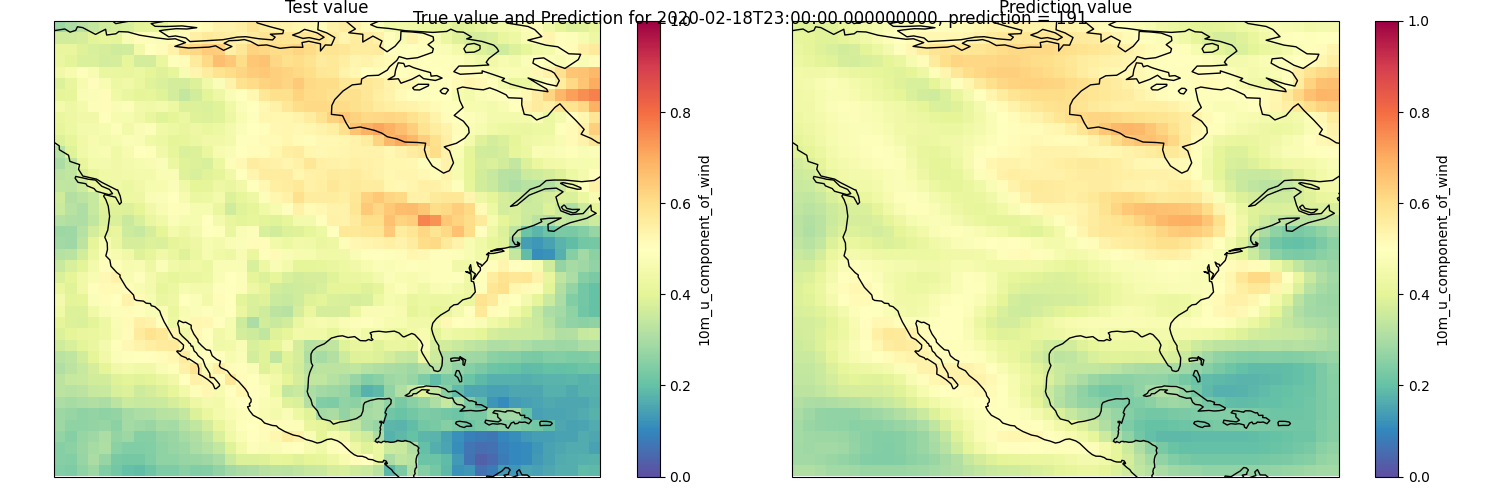 Test value
Prediction value
True value and Prediction for 2020-02-18T23:00:00.000000000, prediction = 191
1.0
0.8
0.6
0.4
0.2
0.0
10m_u_component_of_wind
1.0
0.8
0.6
0.4
0.2
0.0
10m_u_component_of_wind